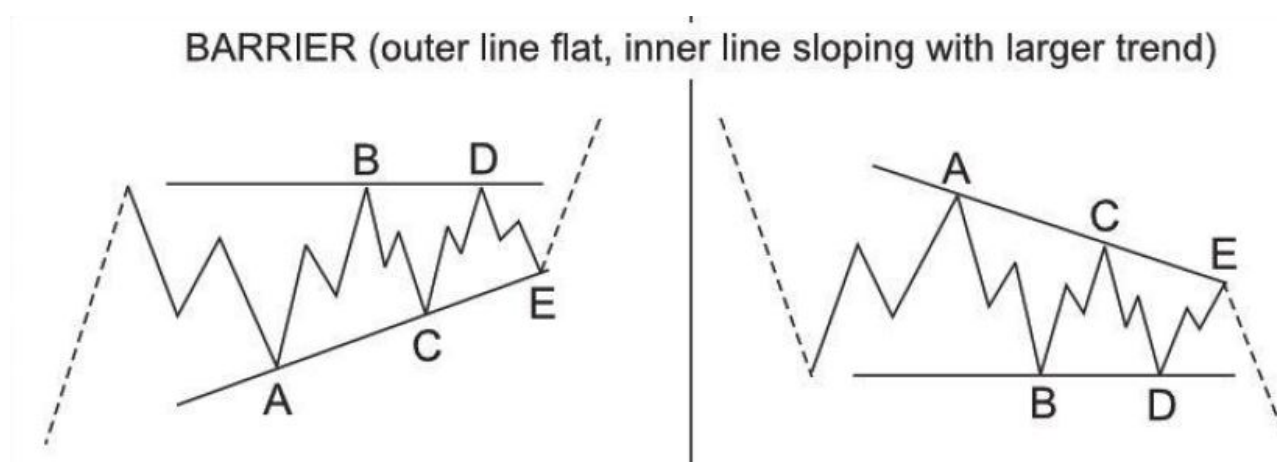 BARRIER (outer line flat, inner line sloping with larger trend)
B D
A C E
A C E
B D